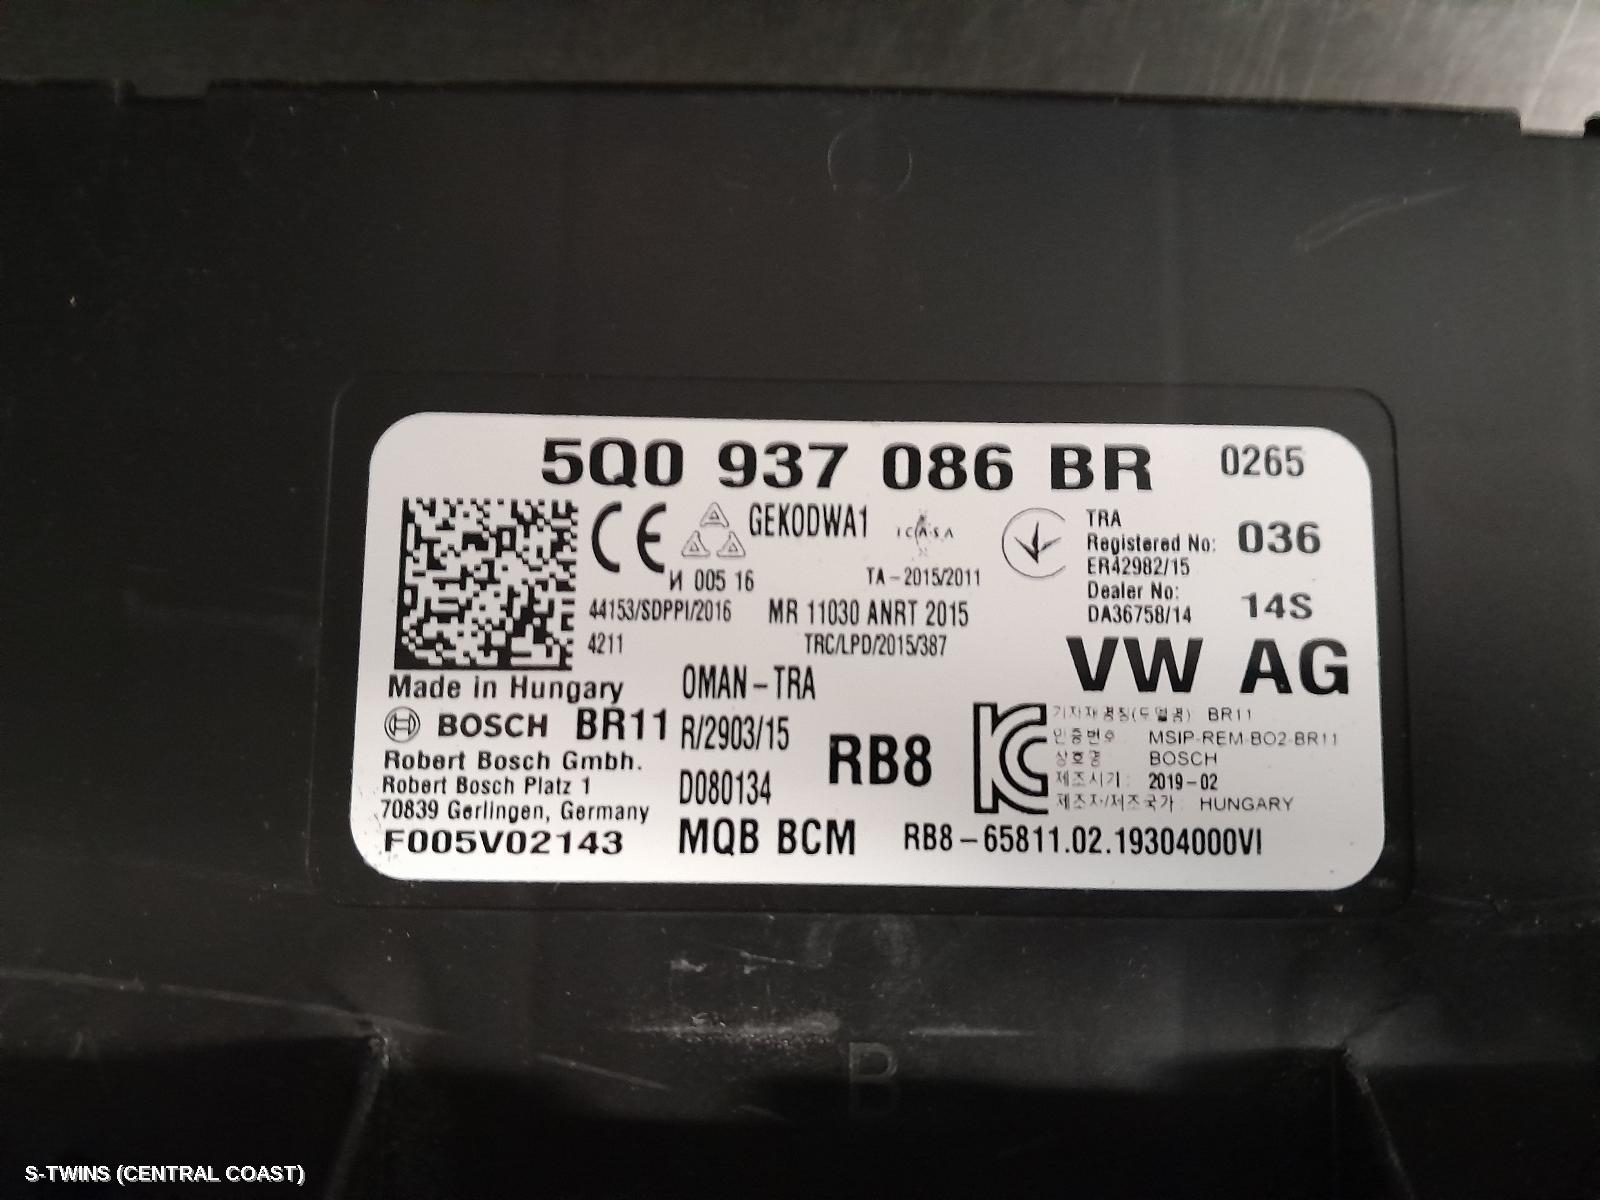 5Q0 937 086 BR 0265
CE GEKODWA1 ICASA TRA
Registered No: 036
ER42982/15
И 005 16 TA-2015/2011
Dealer No:
DA36758/14 14S
44153/SDPPI/2016 MR 11030 ANRT 2015
4211 TRC/LPD/2015/387
VW AG
Made in Hungary OMAN-TRA
BOSCH BR11 R/2903/15 RB8
Robert Bosch Gmbh.
Robert Bosch Platz 1 D080134
70839 Gerlingen, Germany
F005V02143 MQB BCM RB8-65811.02.19304000VI
기자재명칭(모델명) BR11
인증번호 MSIP-REM-BO2-BR11
상호명 BOSCH
제조시기: 2019-02
제조자/제조국가: HUNGARY
B
S-TWINS (CENTRAL COAST)